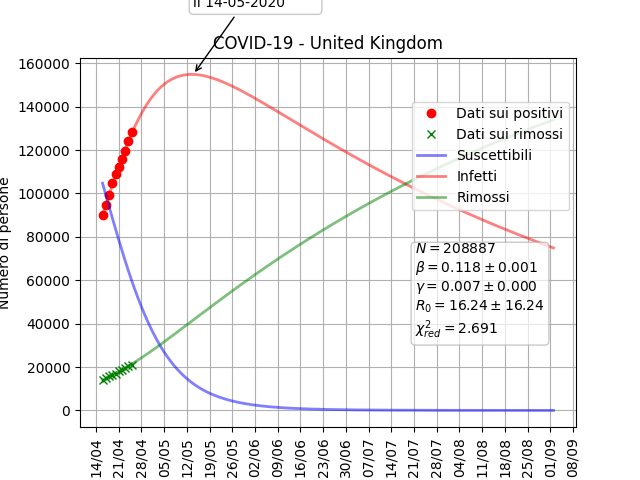 Il 14-05-2020
COVID-19 - United Kingdom
Numero di persone
160000
140000
120000
100000
80000
60000
40000
20000
0
Dati sui positivi
Dati sui rimossi
Suscettibili
Infetti
Rimossi
N = 208887
β = 0.118 ± 0.001
γ = 0.007 ± 0.000
R₀ = 16.24 ± 16.24
χ²red = 2.691
14/04
21/04
28/04
05/05
12/05
19/05
26/05
02/06
09/06
16/06
23/06
30/06
07/07
14/07
21/07
28/07
04/08
11/08
18/08
25/08
01/09
08/09